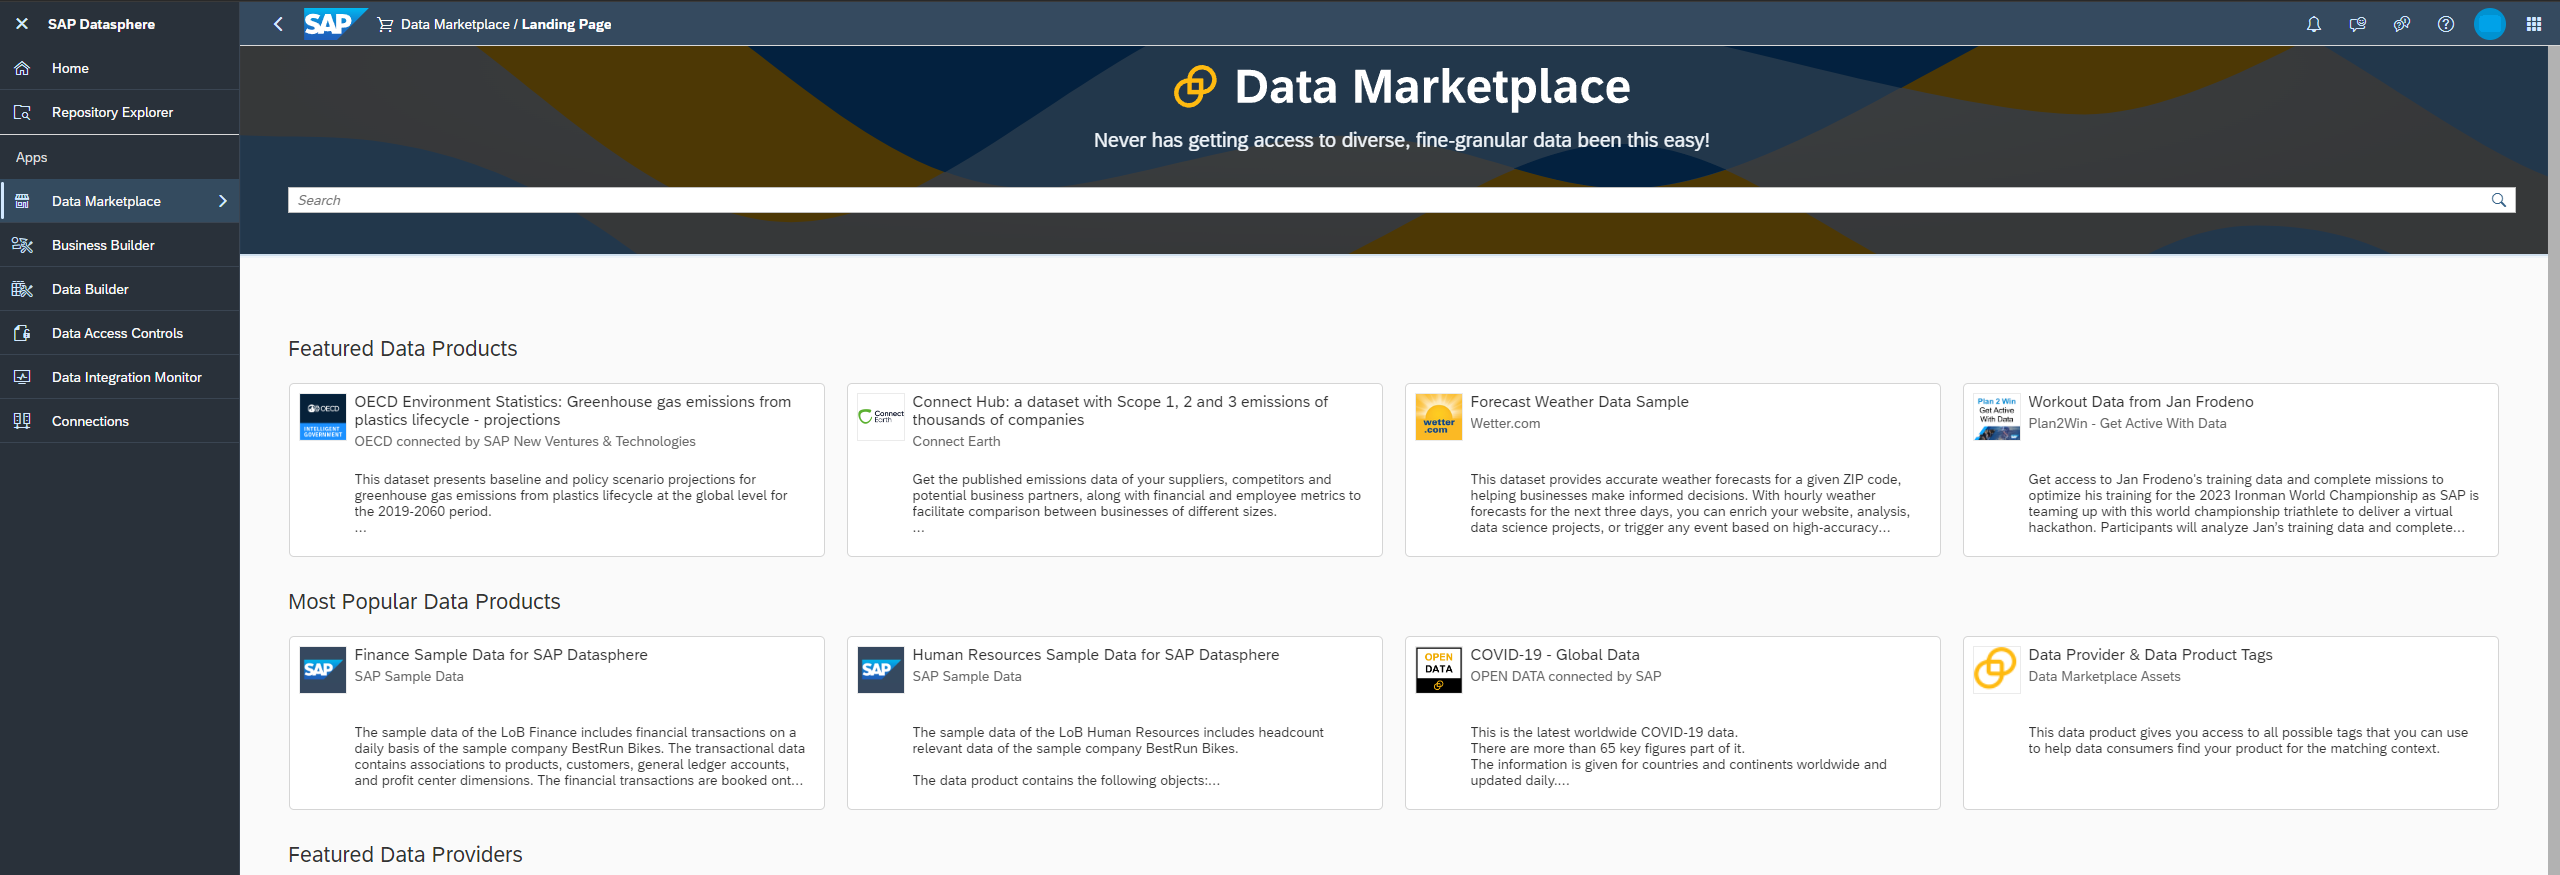 SAP Datasphere
Home
Repository Explorer
Apps
Data Marketplace
Business Builder
Data Builder
Data Access Controls
Data Integration Monitor
Connections
SAP Data Marketplace / Landing Page
Data Marketplace
Never has getting access to diverse, fine-granular data been this easy!
Search
Featured Data Products
OECD
INTELLIGENT
GOVERNMENT
OECD Environment Statistics: Greenhouse gas emissions from
plastics lifecycle - projections
OECD connected by SAP New Ventures & Technologies
This dataset presents baseline and policy scenario projections for
greenhouse gas emissions from plastics lifecycle at the global level for
the 2019-2060 period.
...
Connect
Earth
Connect Hub: a dataset with Scope 1, 2 and 3 emissions of
thousands of companies
Connect Earth
Get the published emissions data of your suppliers, competitors and
potential business partners, along with financial and employee metrics to
facilitate comparison between businesses of different sizes.
...
wetter
.com
Forecast Weather Data Sample
Wetter.com
This dataset provides accurate weather forecasts for a given ZIP code,
helping businesses make informed decisions. With hourly weather
forecasts for the next three days, you can enrich your website, analysis,
data science projects, or trigger any event based on high-accuracy...
Plan 2 Win
Get Active
With Data
Workout Data from Jan Frodeno
Plan2Win - Get Active With Data
Get access to Jan Frodeno's training data and complete missions to
optimize his training for the 2023 Ironman World Championship as SAP is
teaming up with this world championship triathlete to deliver a virtual
hackathon. Participants will analyze Jan's training data and complete...
Most Popular Data Products
SAP
Finance Sample Data for SAP Datasphere
SAP Sample Data
The sample data of the LoB Finance includes financial transactions on a
daily basis of the sample company BestRun Bikes. The transactional data
contains associations to products, customers, general ledger accounts,
and profit center dimensions. The financial transactions are booked ont...
SAP
Human Resources Sample Data for SAP Datasphere
SAP Sample Data
The sample data of the LoB Human Resources includes headcount
relevant data of the sample company BestRun Bikes.
The data product contains the following objects:...
OPEN
DATA
COVID-19 - Global Data
OPEN DATA connected by SAP
This is the latest worldwide COVID-19 data.
There are more than 65 key figures part of it.
The information is given for countries and continents worldwide and
updated daily....
Data Provider & Data Product Tags
Data Marketplace Assets
This data product gives you access to all possible tags that you can use
to help data consumers find your product for the matching context.
Featured Data Providers